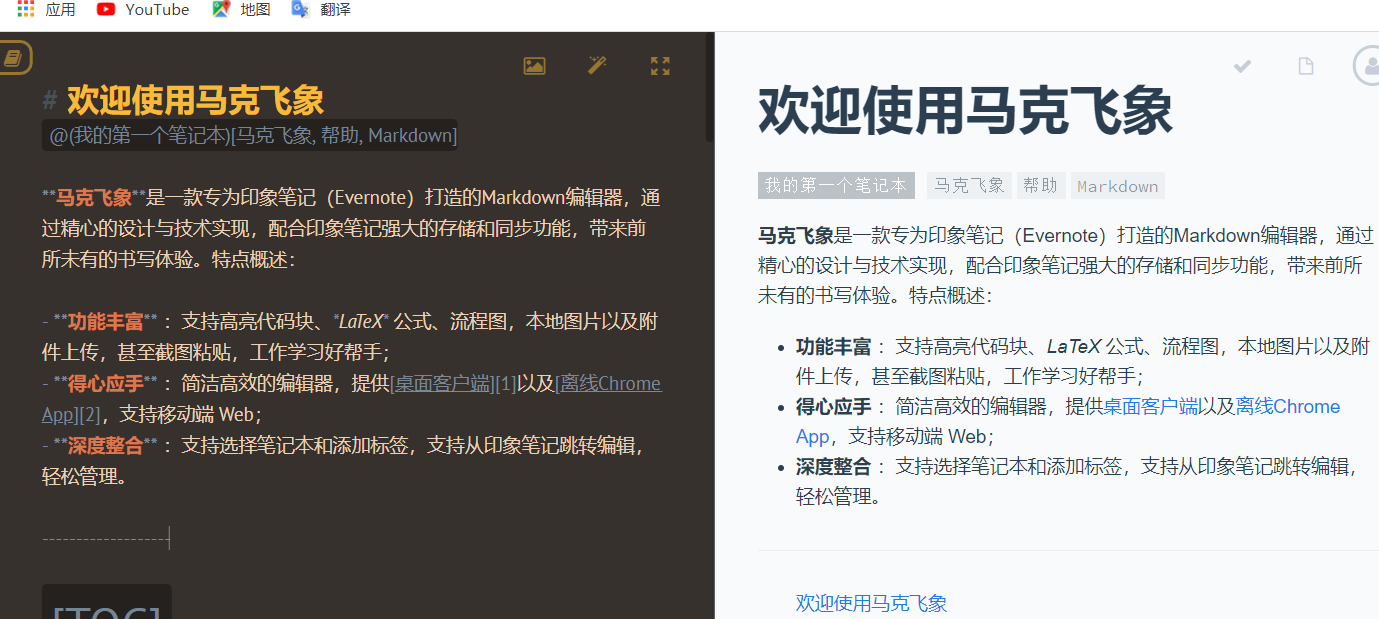 应用 YouTube 地图 翻译
# 欢迎使用马克飞象
@(我的第一个笔记本)[马克飞象, 帮助, Markdown]
**马克飞象**是一款专为印象笔记（Evernote）打造的Markdown编辑器，通
过精心的设计与技术实现，配合印象笔记强大的存储和同步功能，带来前
所未有的书写体验。特点概述：
- **功能丰富** ：支持高亮代码块、*LaTeX* 公式、流程图，本地图片以及附
件上传，甚至截图粘贴，工作学习好帮手；
- **得心应手** ：简洁高效的编辑器，提供[桌面客户端][1]以及[离线Chrome
App][2]，支持移动端 Web；
- **深度整合** ：支持选择笔记本和添加标签，支持从印象笔记跳转编辑，
轻松管理。
-------------------
[TOC]
欢迎使用马克飞象
我的第一个笔记本 马克飞象 帮助 Markdown
马克飞象是一款专为印象笔记（Evernote）打造的Markdown编辑器，通过
精心的设计与技术实现，配合印象笔记强大的存储和同步功能，带来前所
未有的书写体验。特点概述：
功能丰富 ：支持高亮代码块、LaTeX 公式、流程图，本地图片以及附
件上传，甚至截图粘贴，工作学习好帮手；
得心应手 ：简洁高效的编辑器，提供桌面客户端以及离线Chrome
App，支持移动端 Web；
深度整合 ：支持选择笔记本和添加标签，支持从印象笔记跳转编辑，
轻松管理。
欢迎使用马克飞象